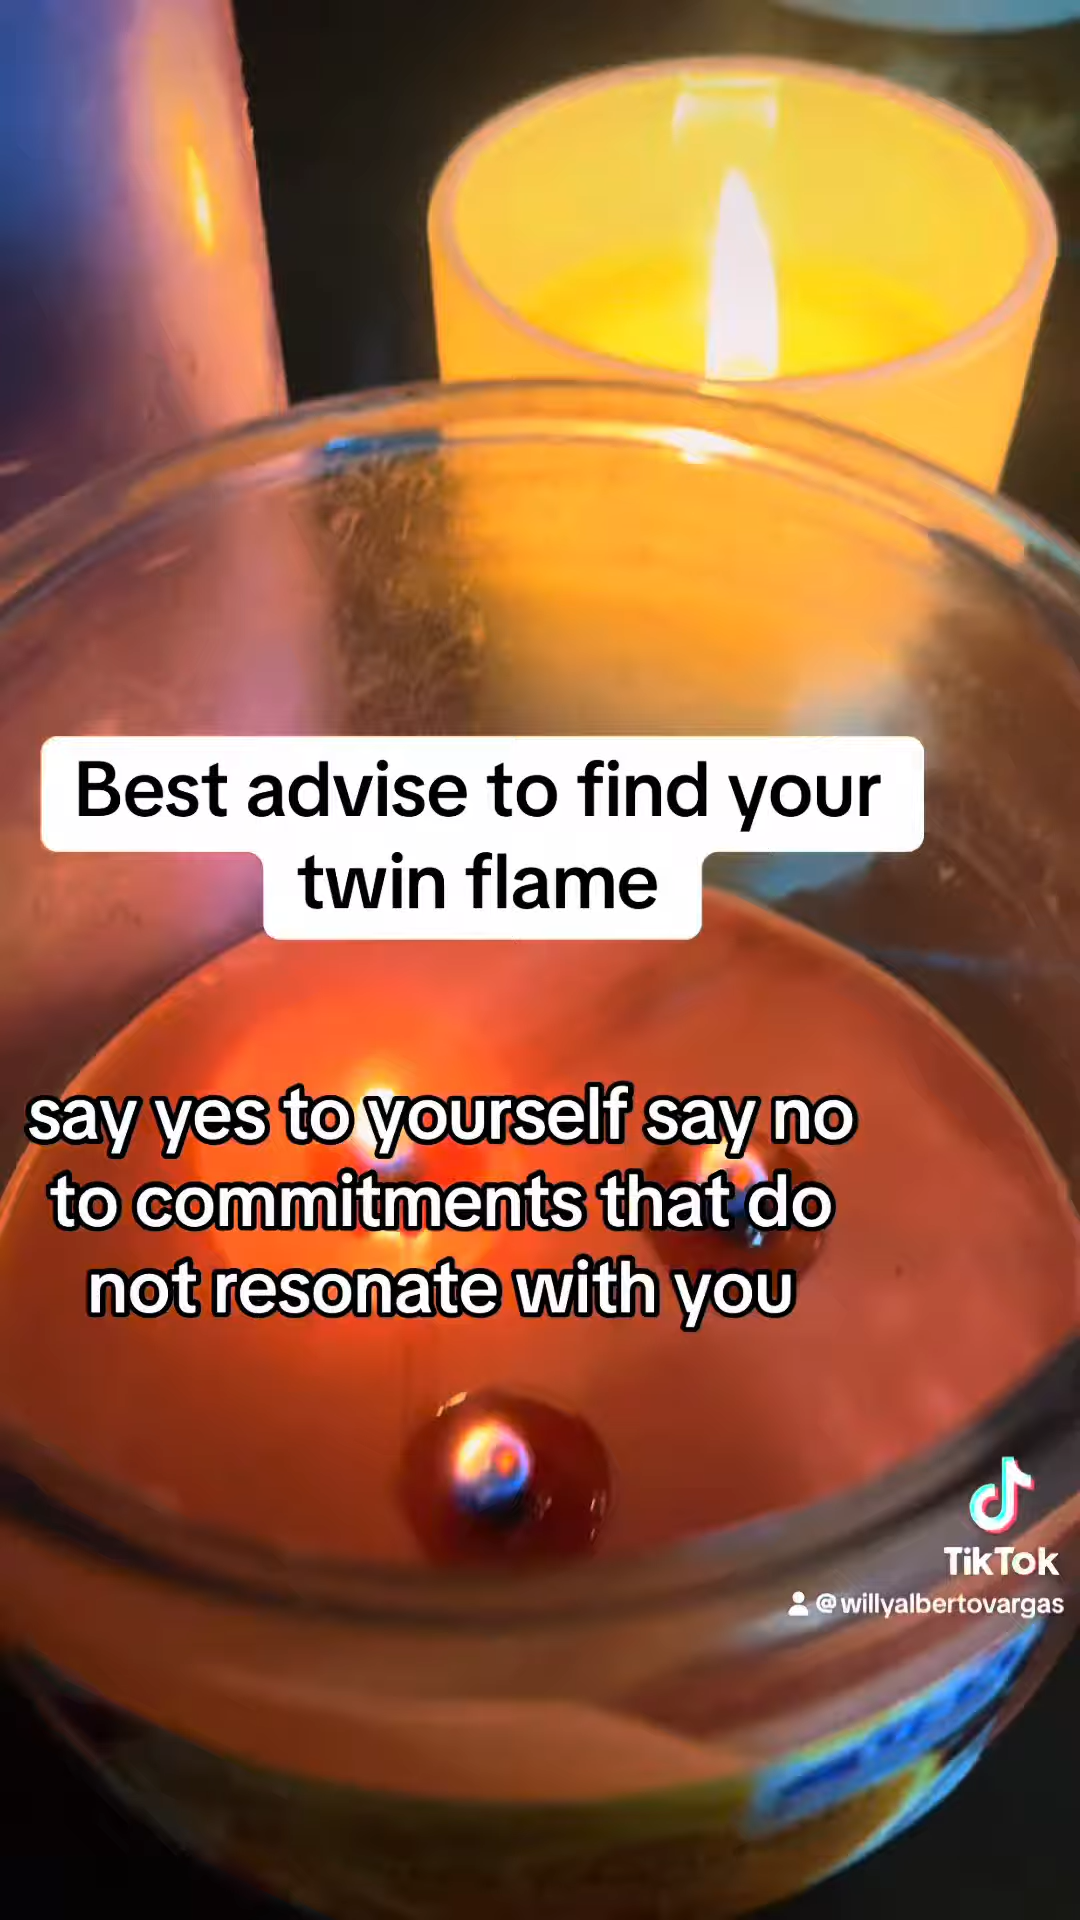 Best advise to find your
twin flame
say yes to yourself say no
to commitments that do
not resonate with you
TikTok
@willyalbertovargas